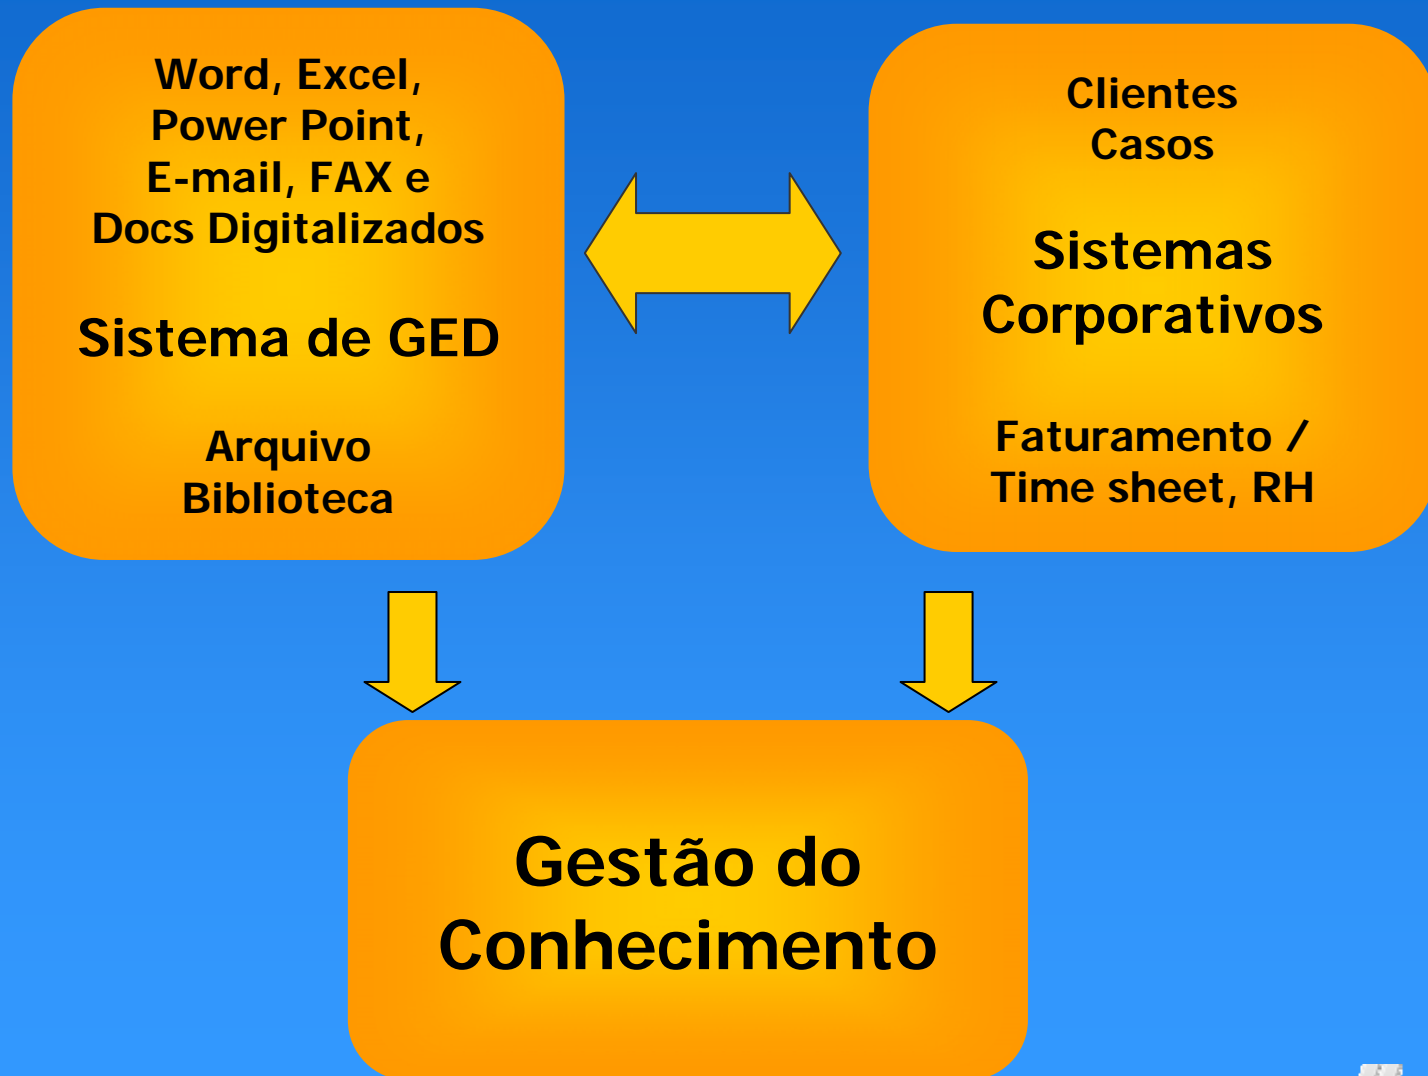 Word, Excel,
Power Point,
E-mail, FAX e
Docs Digitalizados
Sistema de GED
Arquivo
Biblioteca
Clientes
Casos
Sistemas
Corporativos
Faturamento /
Time sheet, RH
Gestão do
Conhecimento